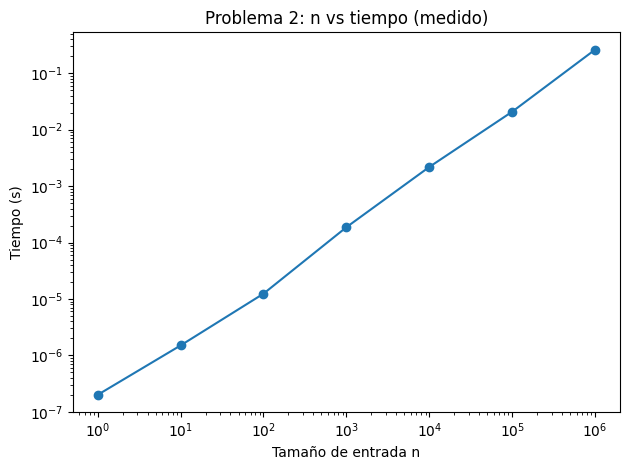 Problema 2: n vs tiempo (medido)
Tiempo (s)
10⁻¹
10⁻²
10⁻³
10⁻⁴
10⁻⁵
10⁻⁶
10⁻⁷
10⁰ 10¹ 10² 10³ 10⁴ 10⁵ 10⁶
Tamaño de entrada n